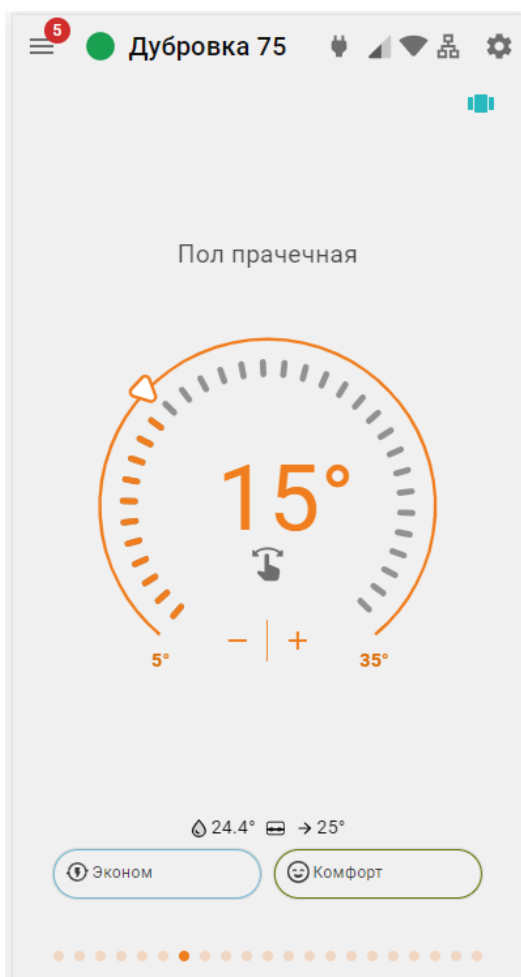 5
Дубровка 75
Пол прачечная
15°
− | +
5° 35°
24.4° → 25°
Эконом Комфорт